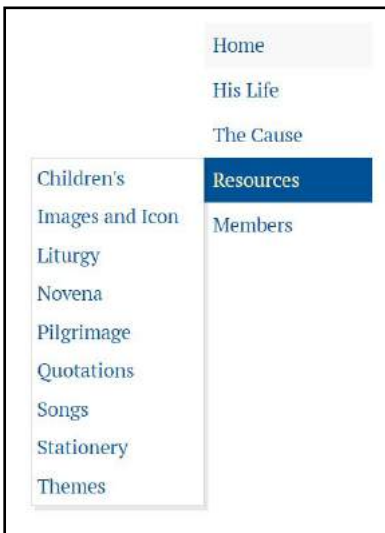 Home
His Life
The Cause
Resources
Members
Children's
Images and Icon
Liturgy
Novena
Pilgrimage
Quotations
Songs
Stationery
Themes